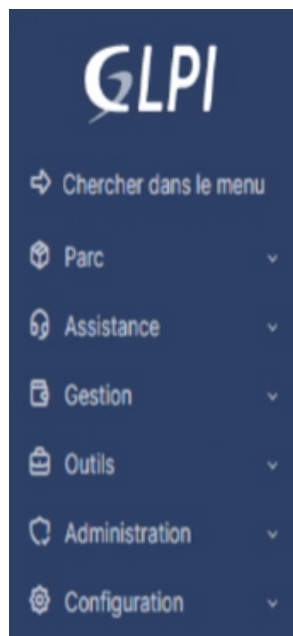 GLPI
Chercher dans le menu
Parc
Assistance
Gestion
Outils
Administration
Configuration